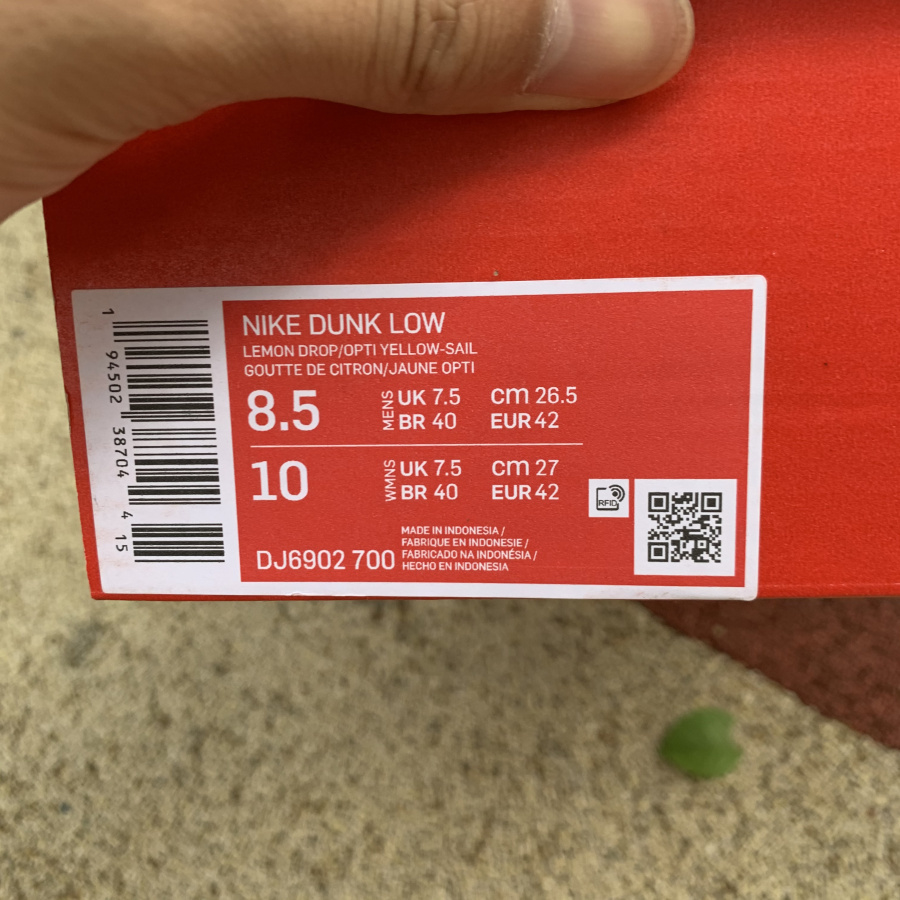 NIKE DUNK LOW
LEMON DROP/OPTI YELLOW-SAIL
GOUTTE DE CITRON/JAUNE OPTI
8.5 MENS UK 7.5 cm 26.5
BR 40 EUR 42
10 WMNS UK 7.5 cm 27
BR 40 EUR 42
RFID
MADE IN INDONESIA /
FABRIQUE EN INDONESIE /
FABRICADO NA INDONÉSIA /
HECHO EN INDONESIA
DJ6902 700
1 94502 38704 4 15